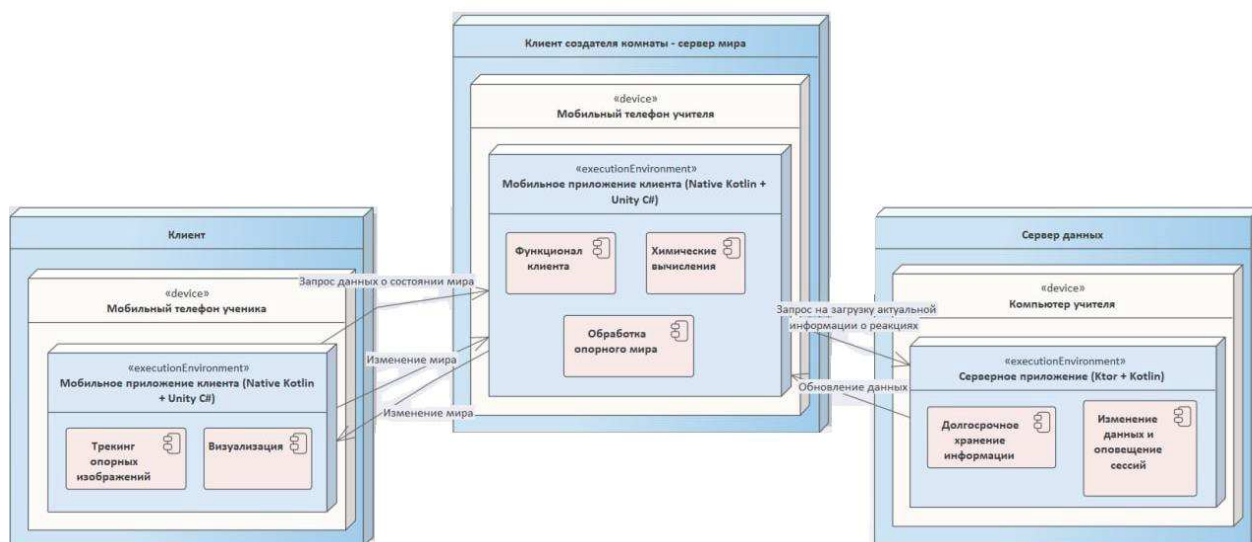 Клиент создателя комнаты - сервер мира
«device»
Мобильный телефон учителя
«executionEnvironment»
Мобильное приложение клиента (Native Kotlin +
Unity C#)
Функционал
клиента
Химические
вычисления
Обработка
опорного мира
Клиент
«device»
Мобильный телефон ученика
«executionEnvironment»
Мобильное приложение клиента (Native Kotlin
+ Unity C#)
Трекинг
опорных
изображений
Визуализация
Запрос данных о состоянии мира
Изменение мира
Изменение мира
Сервер данных
«device»
Компьютер учителя
«executionEnvironment»
Серверное приложение (Ktor + Kotlin)
Долгосрочное
хранение
информации
Изменение
данных и
оповещение
сессий
Запрос на загрузку актуальной
информации о реакциях
Обновление данных